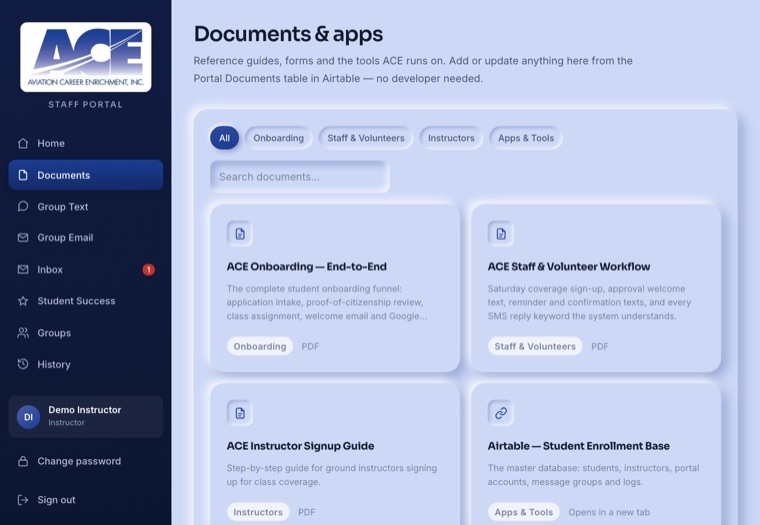 ACE
AVIATION CAREER ENRICHMENT, INC.
STAFF PORTAL
Home
Documents
Group Text
Group Email
Inbox
1
Student Success
Groups
History
DI
Demo Instructor
Instructor
Change password
Sign out
Documents & apps
Reference guides, forms and the tools ACE runs on. Add or update anything here from the
Portal Documents table in Airtable — no developer needed.
All
Onboarding
Staff & Volunteers
Instructors
Apps & Tools
Search documents...
ACE Onboarding — End-to-End
The complete student onboarding funnel:
application intake, proof-of-citizenship review,
class assignment, welcome email and Google...
Onboarding
PDF
ACE Staff & Volunteer Workflow
Saturday coverage sign-up, approval welcome
text, reminder and confirmation texts, and every
SMS reply keyword the system understands.
Staff & Volunteers
PDF
ACE Instructor Signup Guide
Step-by-step guide for ground instructors signing
up for class coverage.
Instructors
PDF
Airtable — Student Enrollment Base
The master database: students, instructors, portal
accounts, message groups and logs.
Apps & Tools
Opens in a new tab